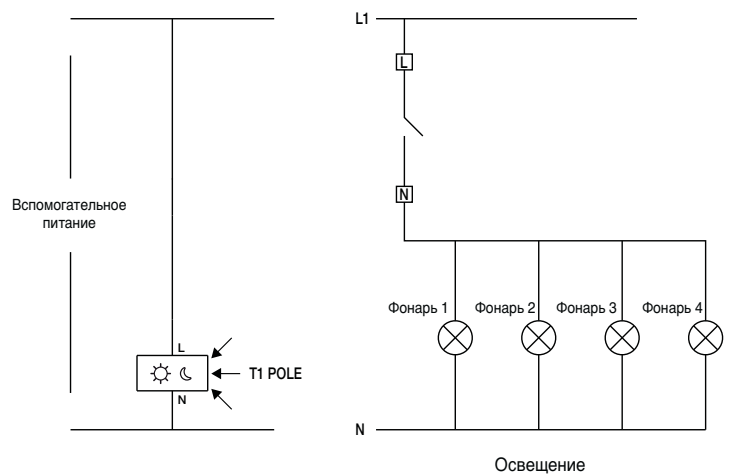 L1
L
N
Вспомогательное
питание
Фонарь 1 Фонарь 2 Фонарь 3 Фонарь 4
L
T1 POLE
N
N
Освещение